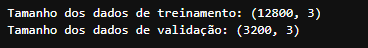 Tamanho dos dados de treinamento: (12800, 3)
Tamanho dos dados de validação: (3200, 3)